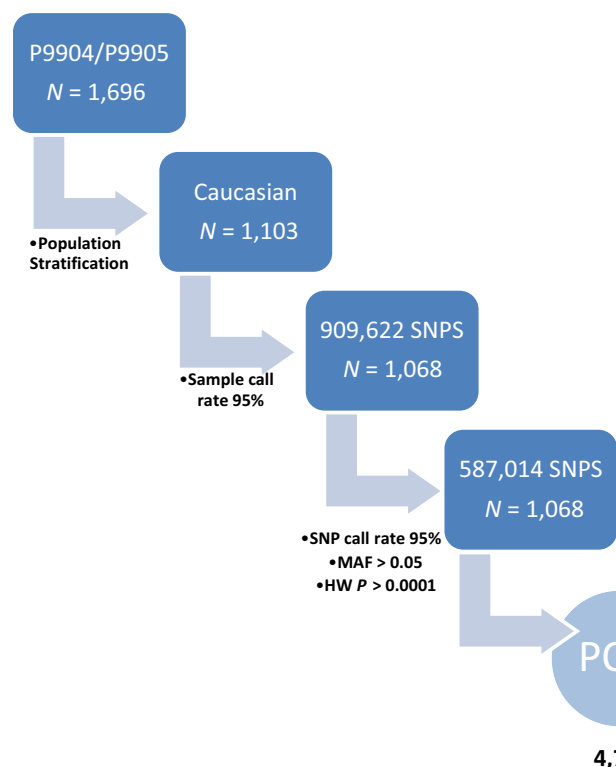 P9904/P9905
N = 1,696
•Population
Stratification
Caucasian
N = 1,103
•Sample call
rate 95%
909,622 SNPS
N = 1,068
•SNP call rate 95%
•MAF > 0.05
•HW P > 0.0001
587,014 SNPS
N = 1,068